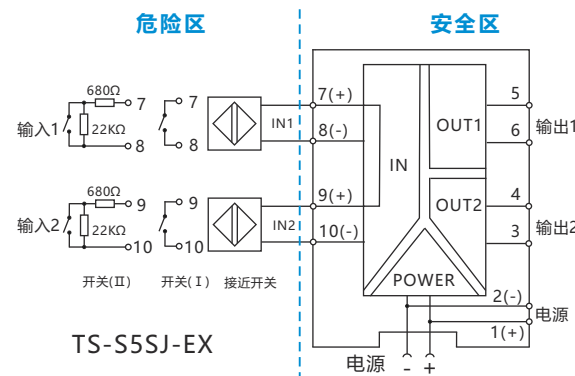 危险区
安全区
680Ω
7
22KΩ
8
输入1
7
8
IN1
7(+)
8(-)
IN
OUT1
5
6
输出1
680Ω
9
22KΩ
10
输入2
9
10
IN2
9(+)
10(-)
OUT2
4
3
输出2
开关(II)
开关(I)
接近开关
POWER
2(-)
电源
1(+)
TS-S5SJ-EX
电源
- +